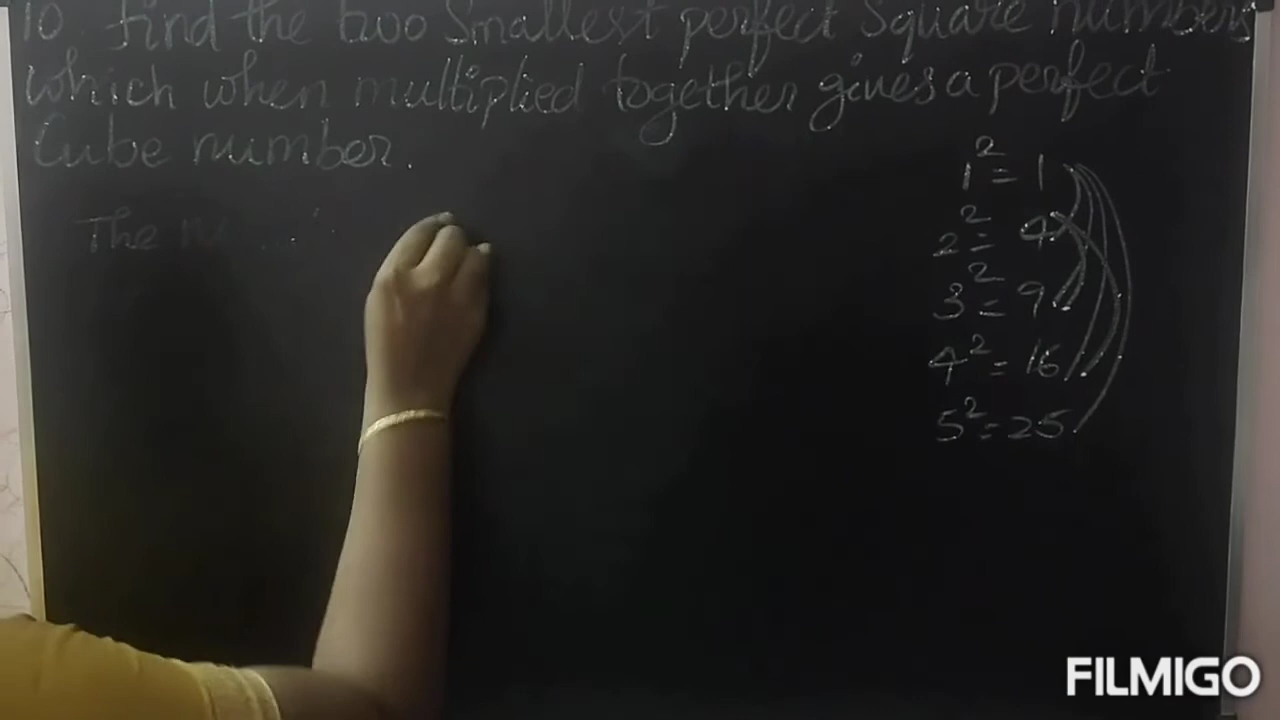 10. Find the two Smallest perfect Square numbers
which when multiplied together gives a perfect
Cube number.
The
1² = 1
2² = 4
3² = 9
4² = 16
5² = 25
FILMIGO